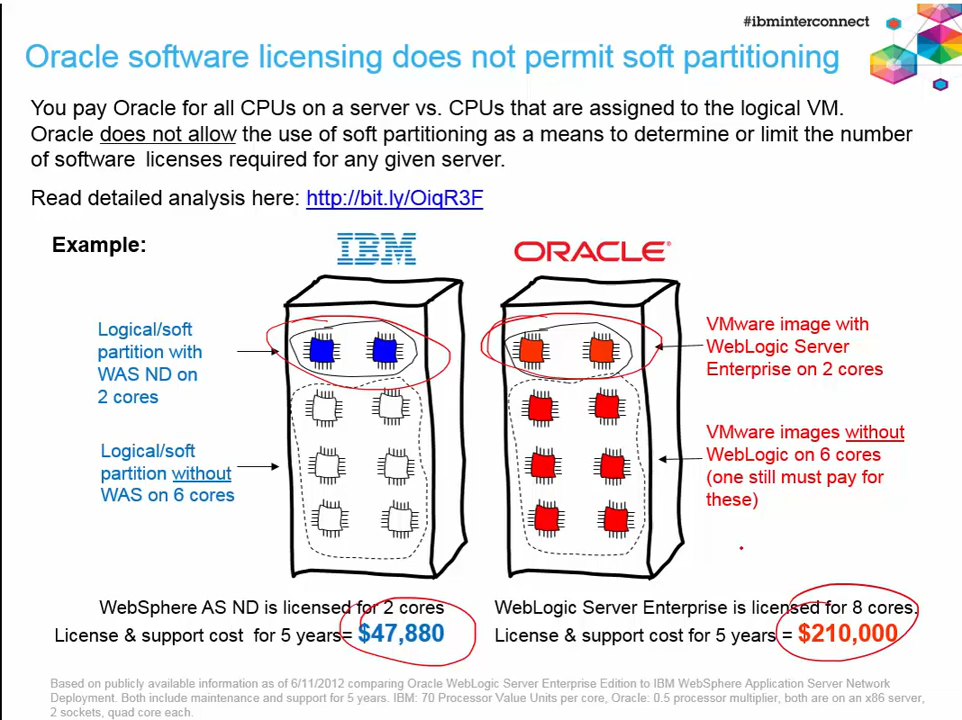 #ibminterconnect
Oracle software licensing does not permit soft partitioning
You pay Oracle for all CPUs on a server vs. CPUs that are assigned to the logical VM.
Oracle does not allow the use of soft partitioning as a means to determine or limit the number
of software licenses required for any given server.
Read detailed analysis here: http://bit.ly/OiqR3F
Example:
IBM
ORACLE
Logical/soft
partition with
WAS ND on
2 cores
Logical/soft
partition without
WAS on 6 cores
VMware image with
WebLogic Server
Enterprise on 2 cores
VMware images without
WebLogic on 6 cores
(one still must pay for
these)
WebSphere AS ND is licensed for 2 cores
License & support cost for 5 years= $47,880
WebLogic Server Enterprise is licensed for 8 cores.
License & support cost for 5 years = $210,000
Based on publicly available information as of 6/11/2012 comparing Oracle WebLogic Server Enterprise Edition to IBM WebSphere Application Server Network
Deployment. Both include maintenance and support for 5 years. IBM: 70 Processor Value Units per core, Oracle: 0.5 processor multiplier, both are on an x86 server,
2 sockets, quad core each.